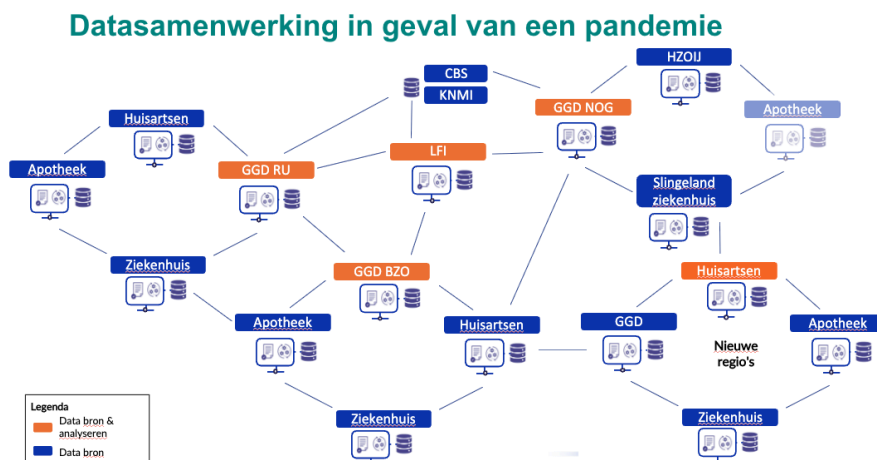 Datasamenwerking in geval van een pandemie
CBS
KNMI
HZOIJ
GGD NOG
Apotheek
Huisartsen
Apotheek
GGD RU
LFI
Slingeland
ziekenhuis
Ziekenhuis
GGD BZO
Huisartsen
Apotheek
Huisartsen
GGD
Apotheek
Nieuwe
regio's
Ziekenhuis
Ziekenhuis
Legenda
Data bron &
analyseren
Data bron